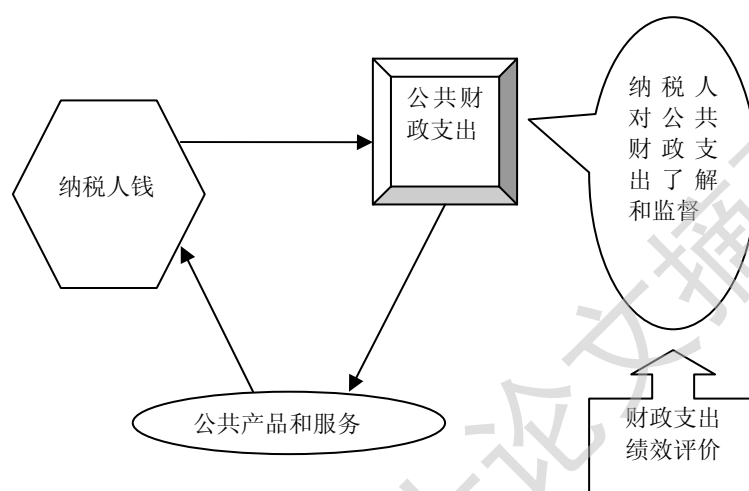 公共财
政支出
纳税人
对公共
财政支
出了解
和监督
纳税人钱
公共产品和服务
财政支出
绩效评价